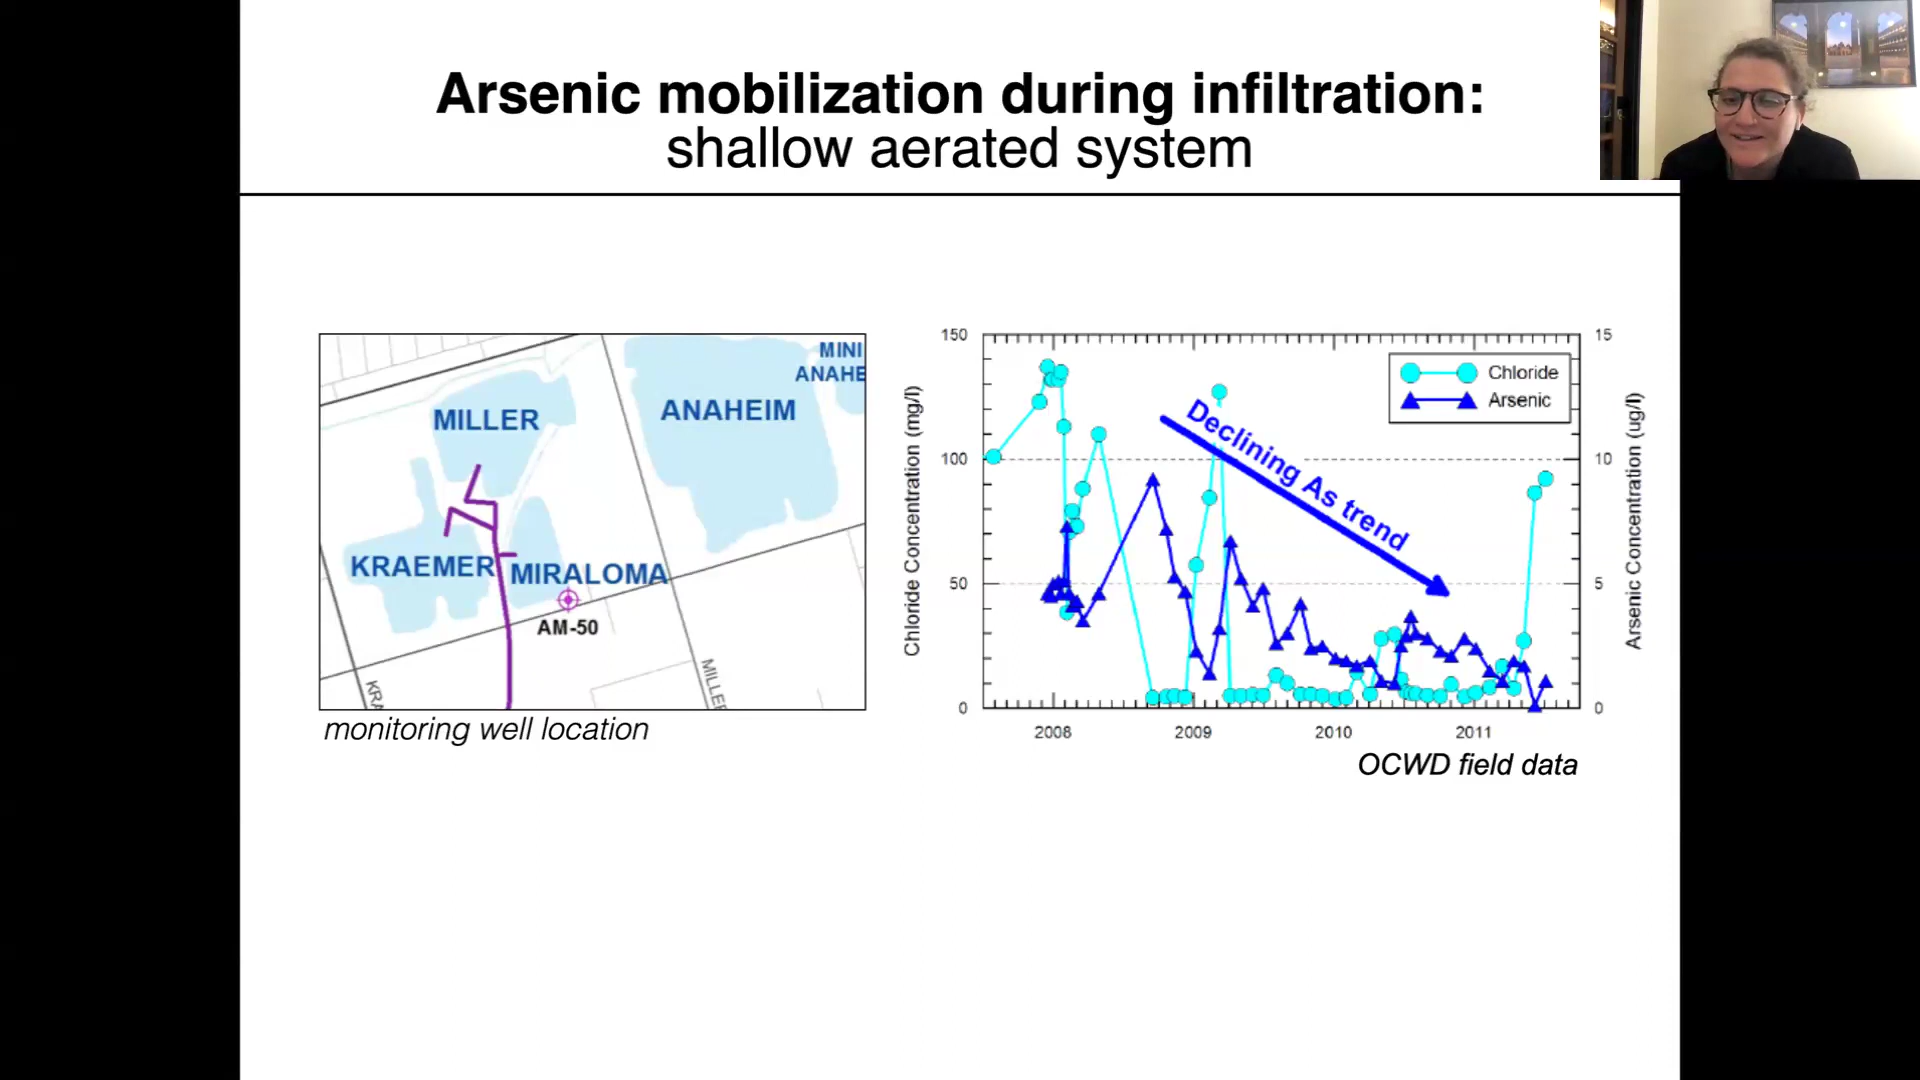 Arsenic mobilization during infiltration:
shallow aerated system
MINI
ANAHE
MILLER
ANAHEIM
KRAEMER
MIRALOMA
AM-50
KRA
MILLER
monitoring well location
150
100
50
0
Chloride Concentration (mg/l)
Chloride
Arsenic
Declining As trend
15
10
5
0
Arsenic Concentration (ug/l)
2008
2009
2010
2011
OCWD field data